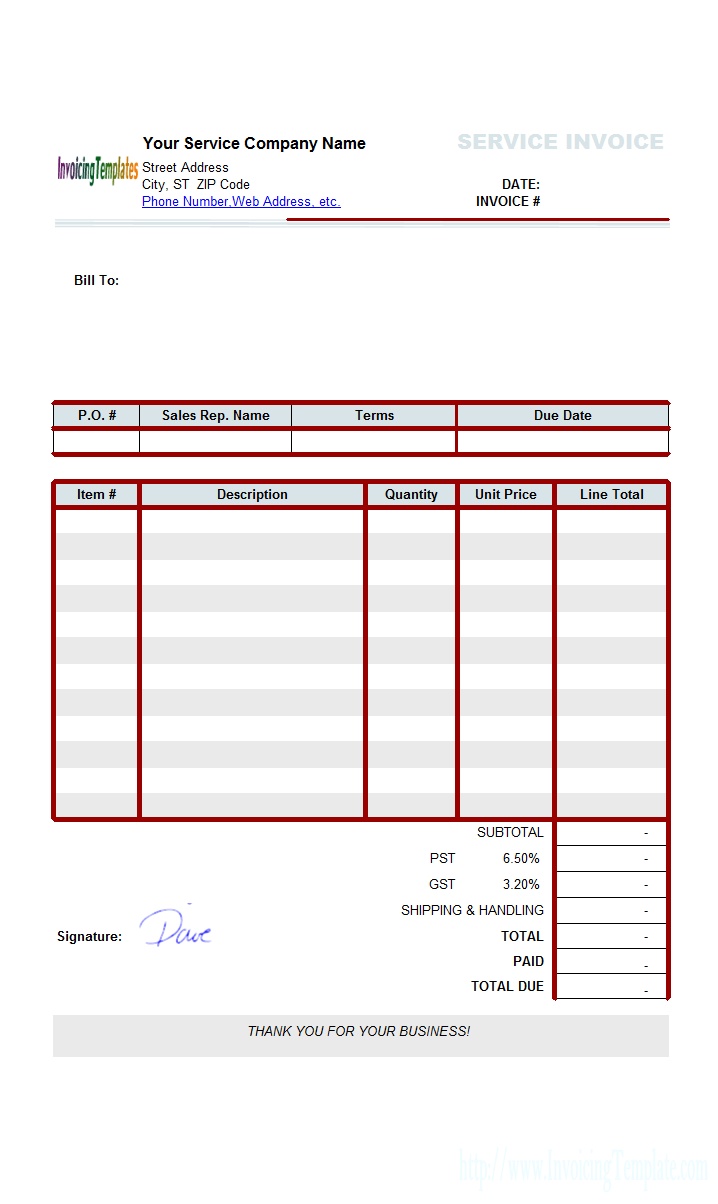 Your Service Company Name
SERVICE INVOICE
InvoicingTemplates
Street Address
City, ST  ZIP Code
DATE:
Phone Number,Web Address, etc.
INVOICE #
Bill To:
P.O. # Sales Rep. Name Terms Due Date
Item # Description Quantity Unit Price Line Total
SUBTOTAL -
PST 6.50% -
GST 3.20% -
SHIPPING & HANDLING -
Signature: Dave
TOTAL -
PAID -
TOTAL DUE -
THANK YOU FOR YOUR BUSINESS!
http://www.InvoicingTemplate.com